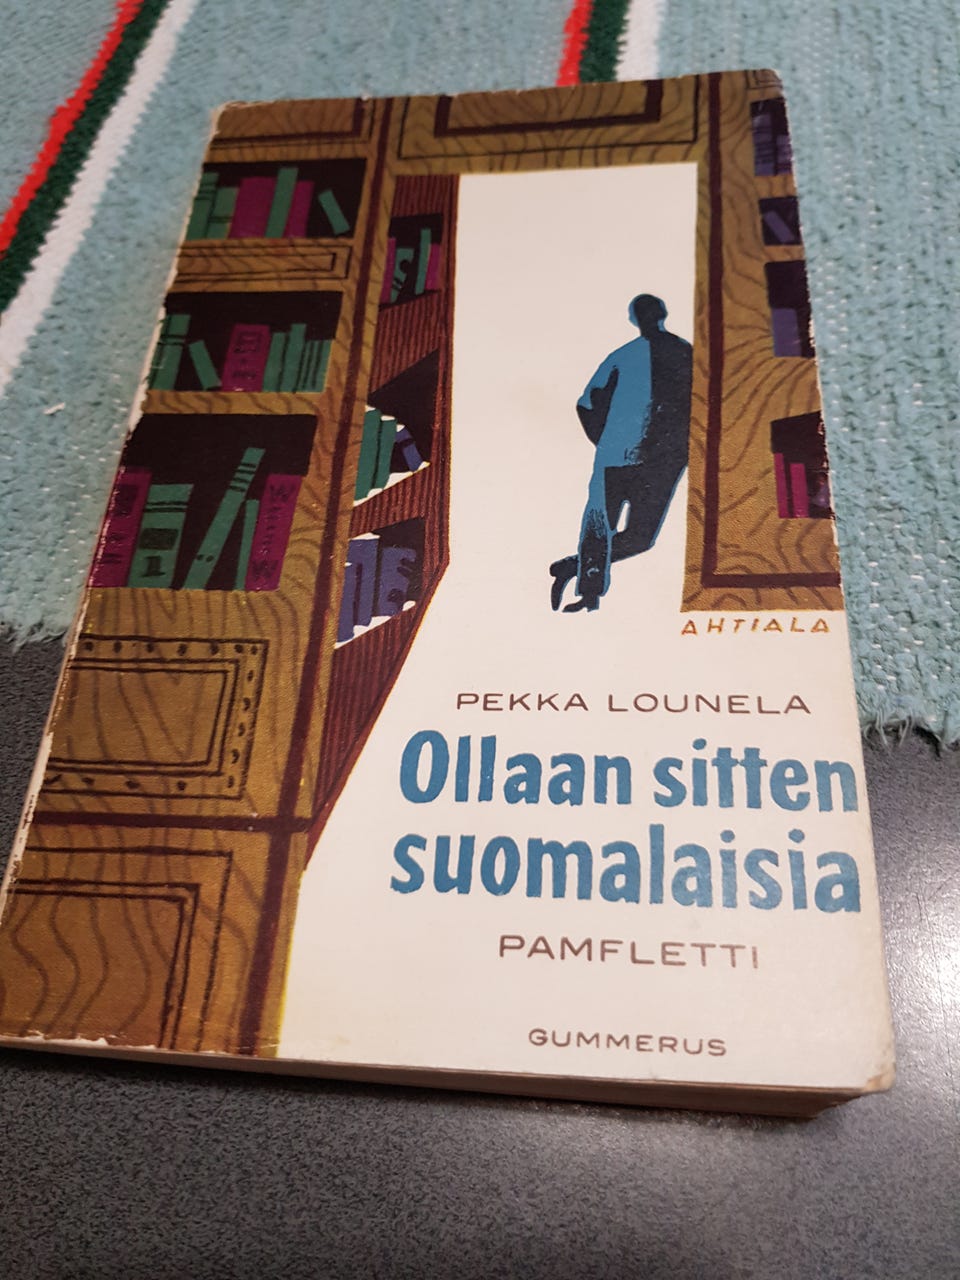 AHTIALA
PEKKA LOUNELA
Ollaan sitten
suomalaisia
PAMFLETTI
GUMMERUS